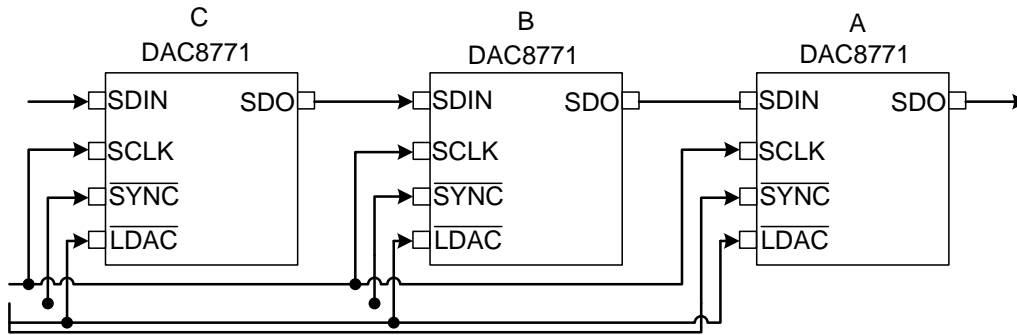 C
DAC8771
SDIN
SDO
SCLK
SYNC
LDAC
B
DAC8771
SDIN
SDO
SCLK
SYNC
LDAC
A
DAC8771
SDIN
SDO
SCLK
SYNC
LDAC